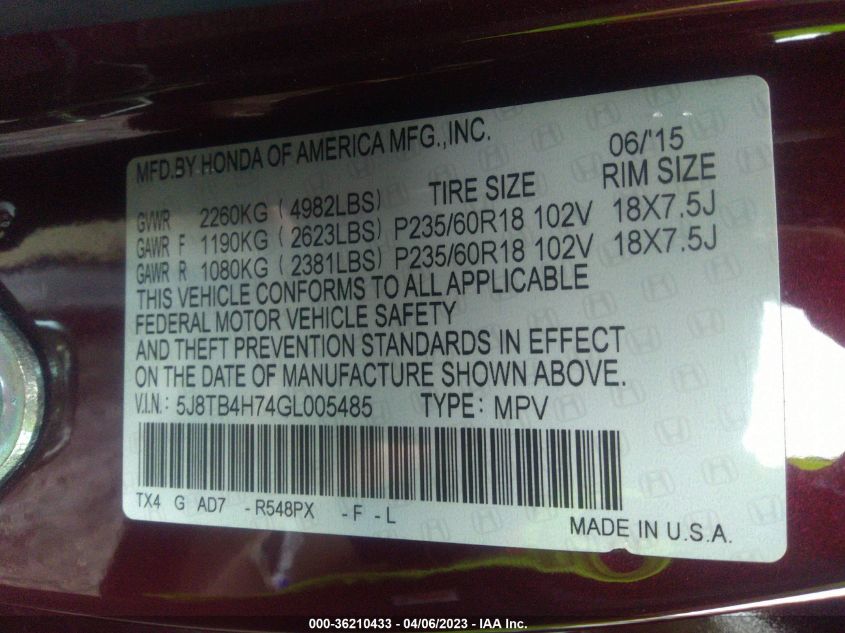 MFD.BY HONDA OF AMERICA MFG.,INC. 06/'15
TIRE SIZE RIM SIZE
GVWR 2260KG ( 4982LBS)
GAWR F 1190KG ( 2623LBS) P235/60R18 102V 18X7.5J
GAWR R 1080KG ( 2381LBS) P235/60R18 102V 18X7.5J
THIS VEHICLE CONFORMS TO ALL APPLICABLE
FEDERAL MOTOR VEHICLE SAFETY
AND THEFT PREVENTION STANDARDS IN EFFECT
ON THE DATE OF MANUFACTURE SHOWN ABOVE.
V.I.N: 5J8TB4H74GL005485 TYPE: MPV
TX4 G AD7 -R548PX -F -L
MADE IN U.S.A.
000-36210433 - 04/06/2023 - IAA Inc.